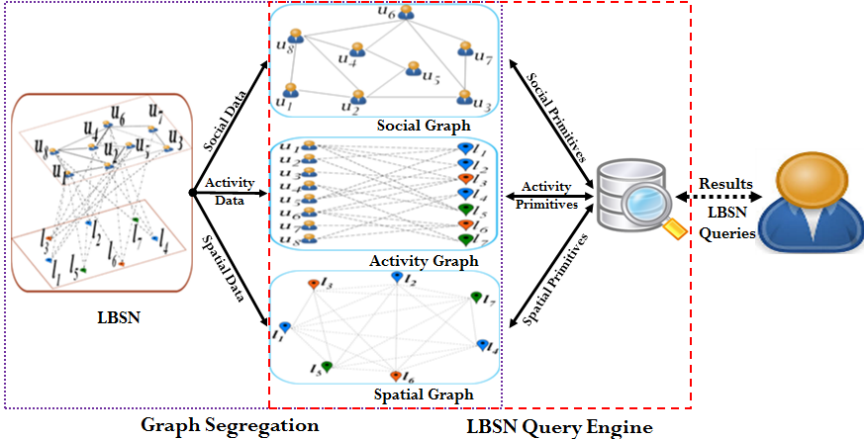 u6
u8
u4
u7
u5
u1
u2
u3
Social Graph
u6
u7
u4
u3
u8
u2
u5
u1
l3
l2
l7
l4
l1
l5
l6
LBSN
Social Data
Activity
Data
Spatial Data
u1
u2
u3
u4
u5
u6
u7
u8
l1
l2
l3
l4
l5
l6
l7
Activity Graph
l3
l2
l7
l1
l4
l5
l6
Spatial Graph
Social Primitives
Activity
Primitives
Spatial Primitives
Results
LBSN
Queries
Graph Segregation
LBSN Query Engine